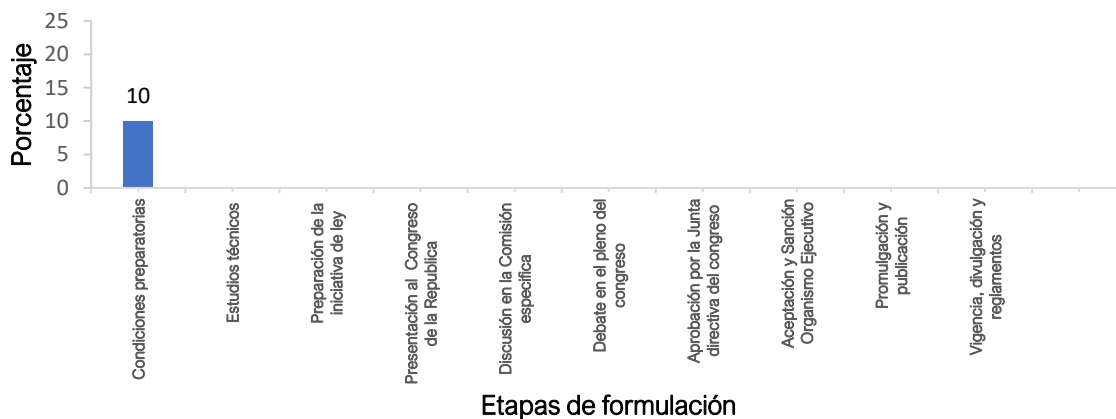 25
20
15
10
5
0
Porcentaje
10
Condiciones preparatorias
Estudios técnicos
Preparación de la
iniciativa de ley
Presentación al Congreso
de la Republica
Discusión en la Comisión
especifica
Debate en el pleno del
congreso
Aprobación por la Junta
directiva del congreso
Aceptación y Sanción
Organismo Ejecutivo
Promulgación y
publicación
Vigencia, divulgación y
reglamentos
Etapas de formulación